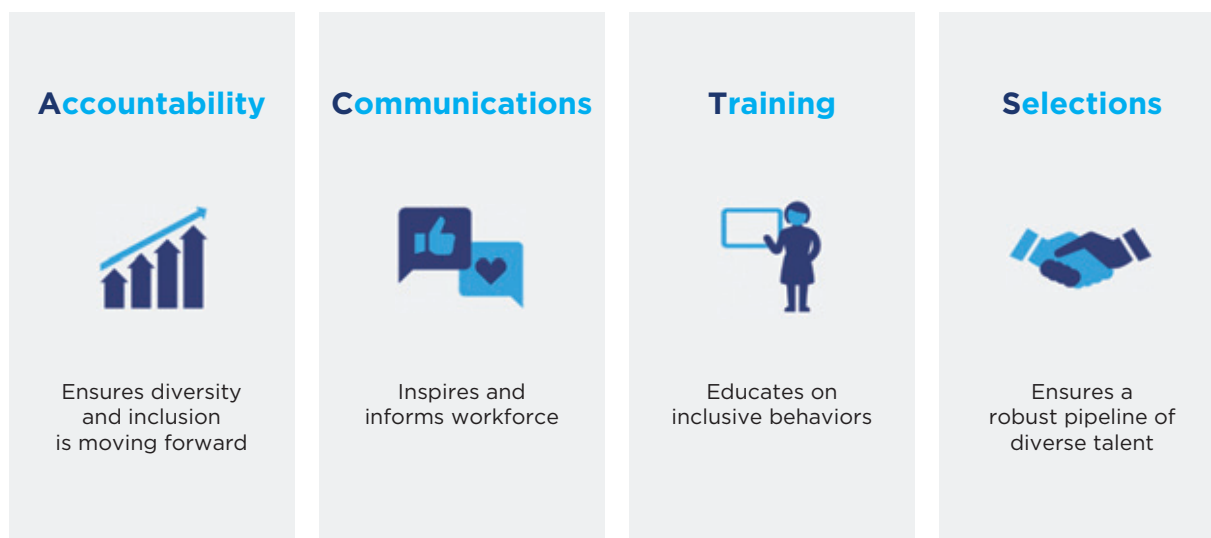 Accountability
Ensures diversity
and inclusion
is moving forward
Communications
Inspires and
informs workforce
Training
Educates on
inclusive behaviors
Selections
Ensures a
robust pipeline of
diverse talent